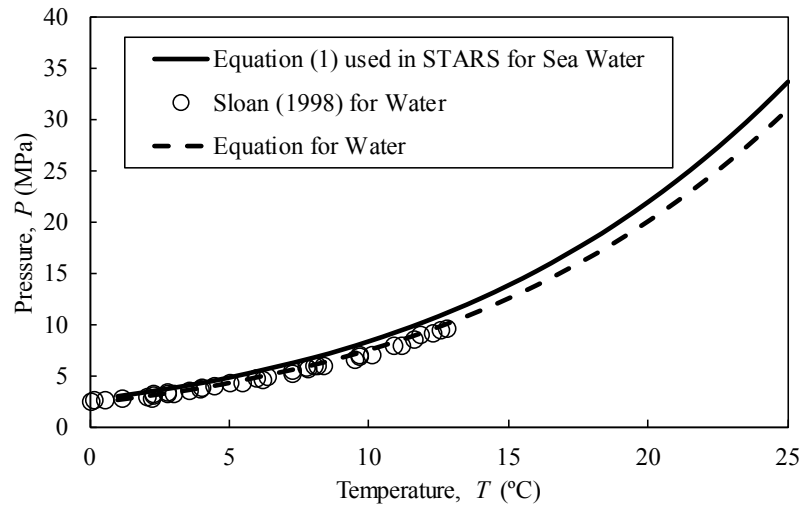 40
35
30
25
20
15
10
5
0
Pressure, P (MPa)
Equation (1) used in STARS for Sea Water
Sloan (1998) for Water
Equation for Water
0 5 10 15 20 25
Temperature, T (ºC)